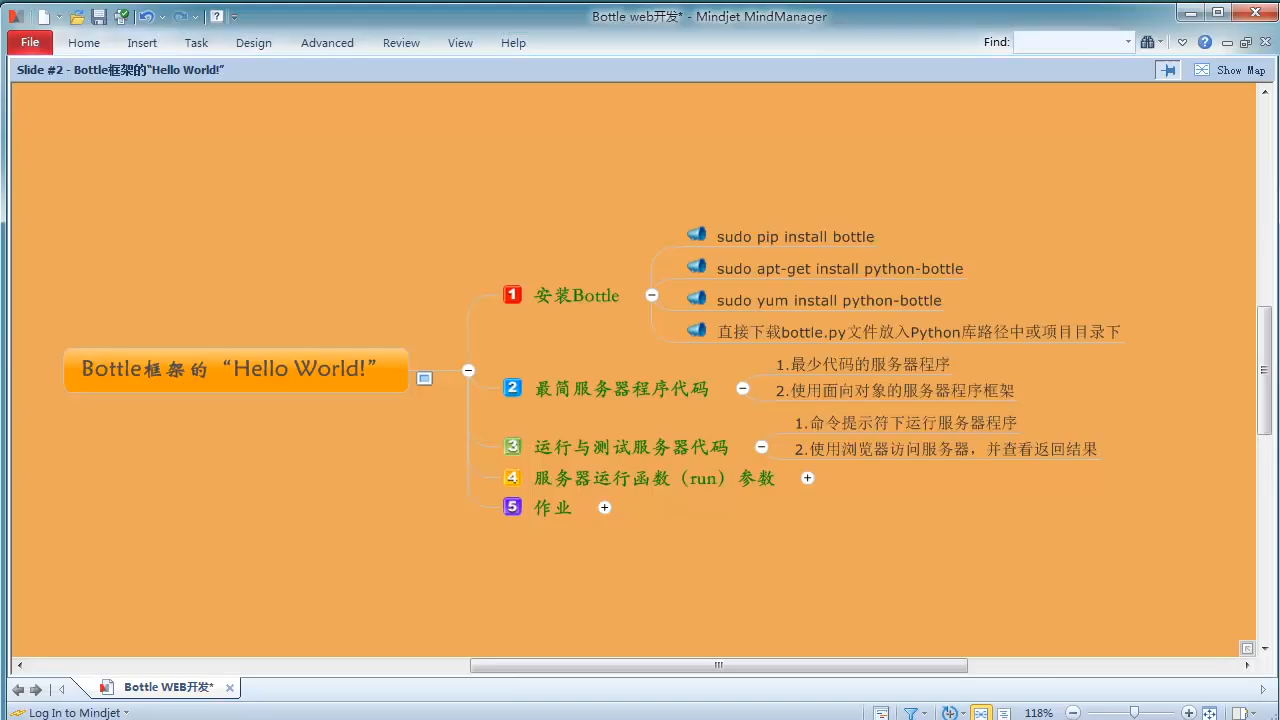 Bottle web开发* - Mindjet MindManager
File Home Insert Task Design Advanced Review View Help Find:
Slide #2 - Bottle框架的"Hello World!" Show Map
Bottle框架的“Hello World!”
1 安装Bottle
sudo pip install bottle
sudo apt-get install python-bottle
sudo yum install python-bottle
直接下载bottle.py文件放入Python库路径中或项目目录下
2 最简服务器程序代码
1.最少代码的服务器程序
2.使用面向对象的服务器程序框架
3 运行与测试服务器代码
1.命令提示符下运行服务器程序
2.使用浏览器访问服务器，并查看返回结果
4 服务器运行函数（run）参数
5 作业
Bottle WEB开发*
Log In to Mindjet 118%